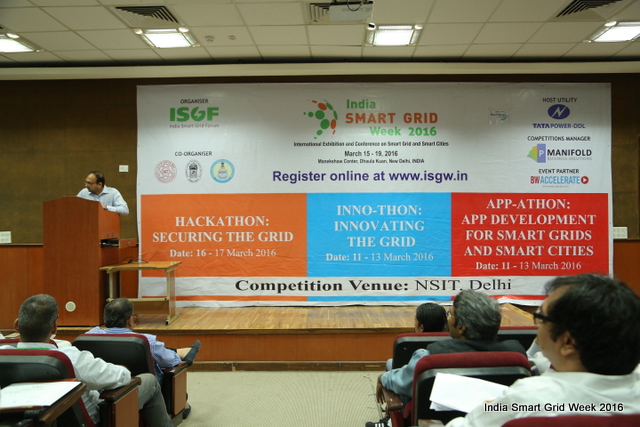 ORGANISER
ISGF
India Smart Grid Forum
CO-ORGANISER
India
SMART GRID
Week 2016
International Exhibition and Conference on Smart Grid and Smart Cities
March 15 - 19, 2016
Manekshaw Center, Dhaula Kuan, New Delhi, INDIA
Register online at www.isgw.in
HOST UTILITY
TATA POWER-DDL
COMPETITIONS MANAGER
MANIFOLD
EVENT PARTNER
BW ACCELERATE
HACKATHON:
SECURING THE GRID
Date: 16 - 17 March 2016
INNO-THON:
INNOVATING
THE GRID
Date: 11 - 13 March 2016
APP-ATHON:
APP DEVELOPMENT
FOR SMART GRIDS
AND SMART CITIES
Date: 11 - 13 March 2016
Competition Venue: NSIT, Delhi
India Smart Grid Week 2016